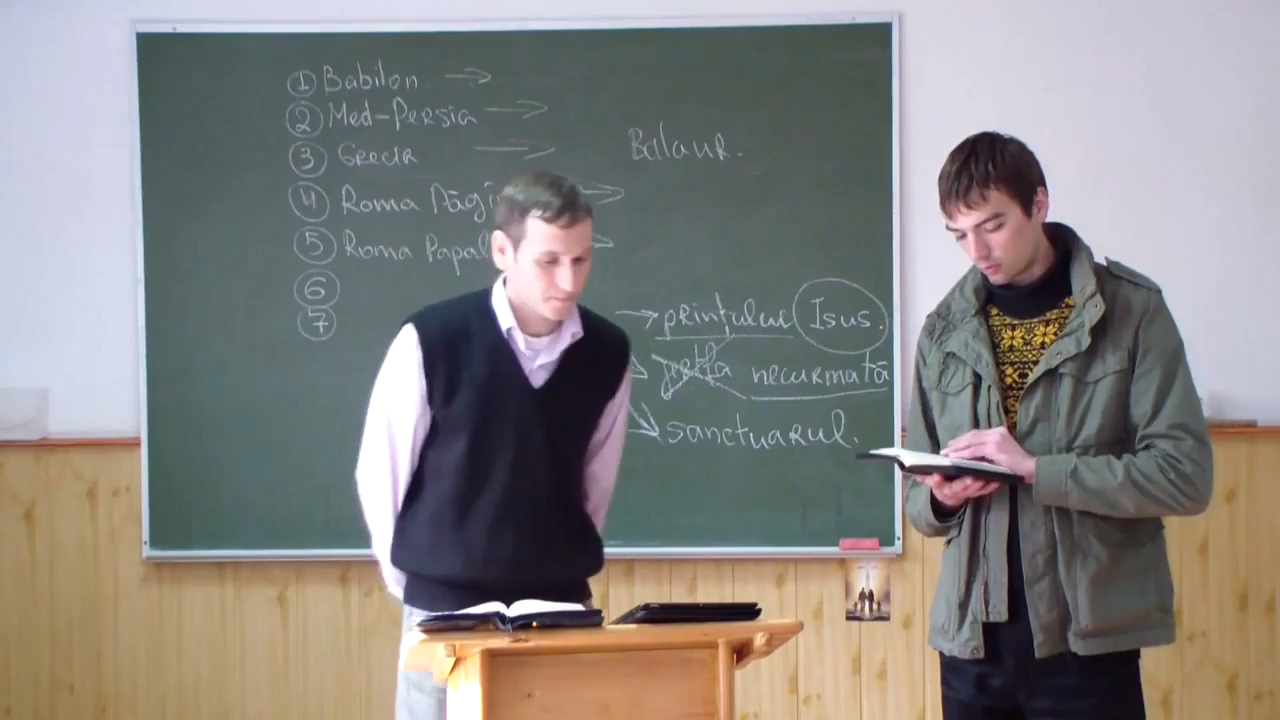 ① Babilon →
② Med-Persia →
③ Grecia →
④ Roma Păgî →
⑤ Roma Papal
⑥
⑦
Balaur.
→ prințului Isus.
jertfa necurmată
sanctuarul.